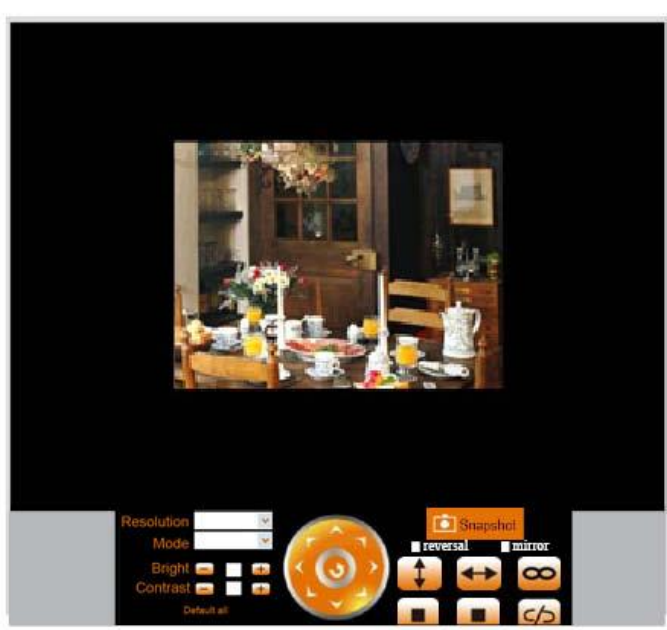 Resolution
Mode
Bright
Contrast
Default all
Snapshot
reversal
mirror